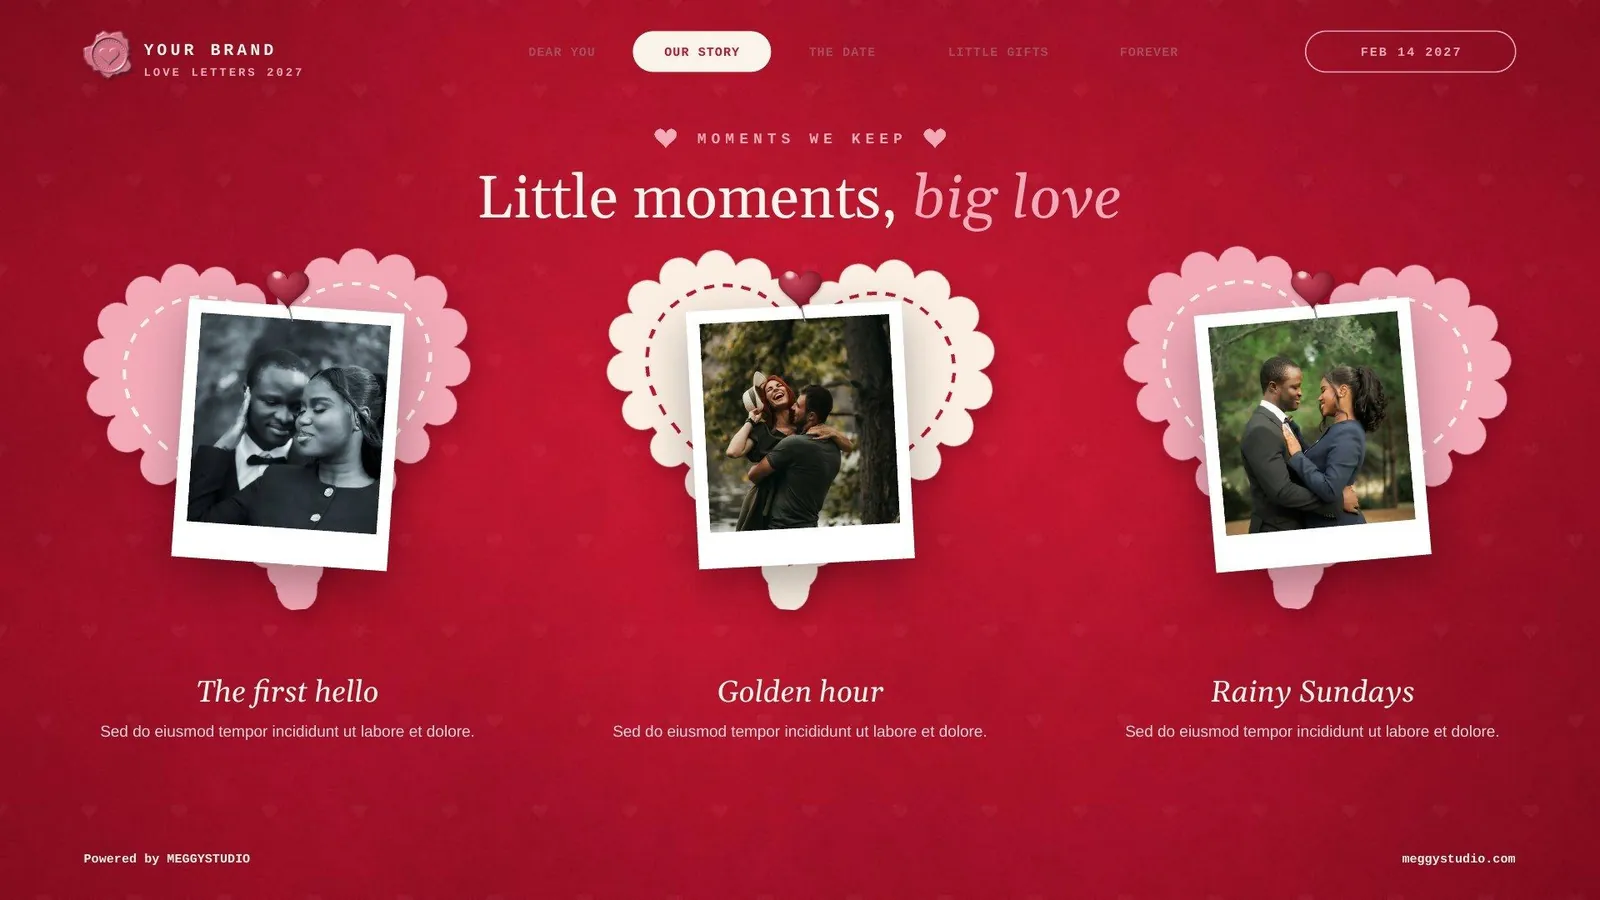 YOUR BRAND
LOVE LETTERS 2027
DEAR YOU
OUR STORY
THE DATE
LITTLE GIFTS
FOREVER
FEB 14 2027
MOMENTS WE KEEP
Little moments, big love
The first hello
Sed do eiusmod tempor incididunt ut labore et dolore.
Golden hour
Sed do eiusmod tempor incididunt ut labore et dolore.
Rainy Sundays
Sed do eiusmod tempor incididunt ut labore et dolore.
Powered by MEGGYSTUDIO
meggystudio.com